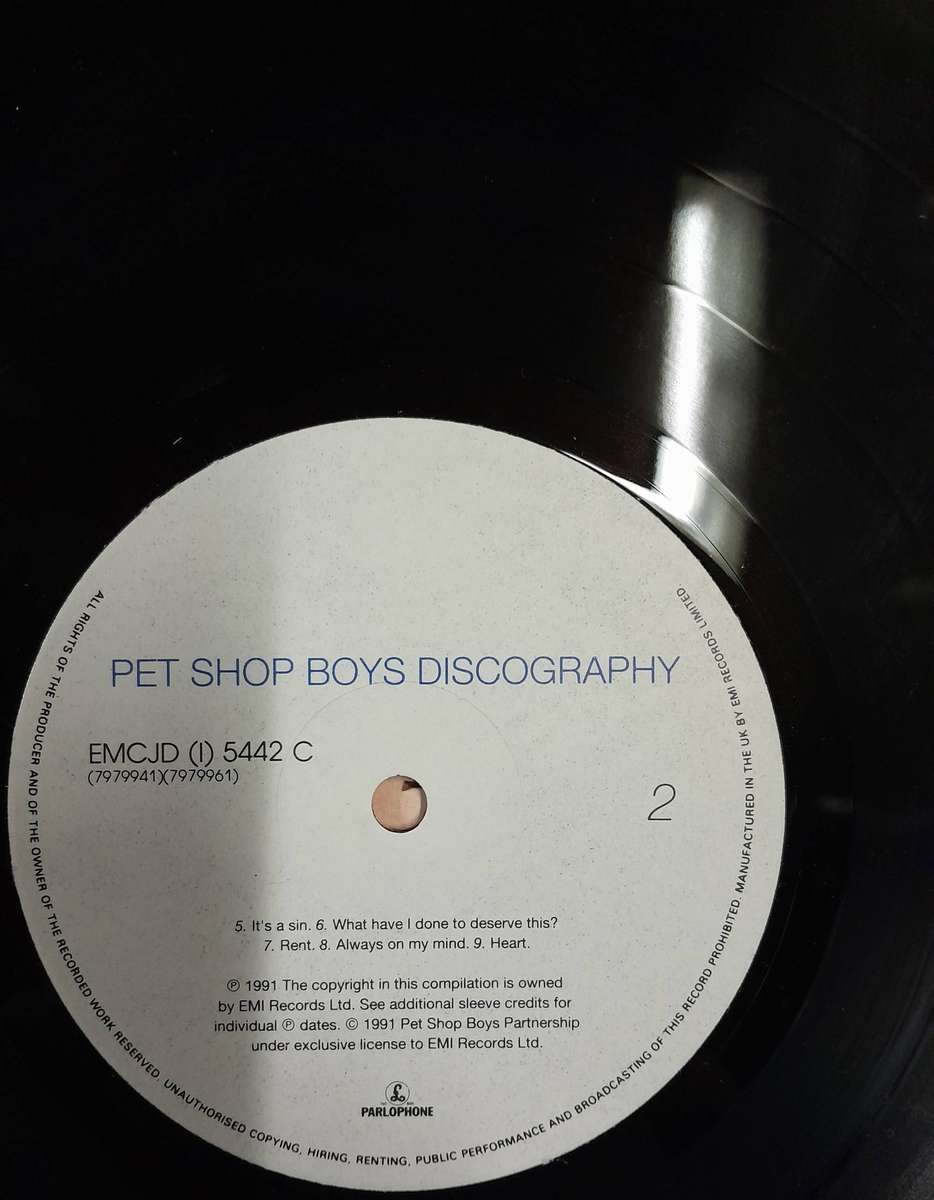 PET SHOP BOYS DISCOGRAPHY
EMCJD (I) 5442 C
(7979941)(7979961)
2
5. It's a sin. 6. What have I done to deserve this?
7. Rent. 8. Always on my mind. 9. Heart.
℗ 1991 The copyright in this compilation is owned
by EMI Records Ltd. See additional sleeve credits for
individual ℗ dates. © 1991 Pet Shop Boys Partnership
under exclusive license to EMI Records Ltd.
£
PARLOPHONE
ALL RIGHTS OF THE PRODUCER AND OF THE OWNER OF THE RECORDED WORK RESERVED. UNAUTHORISED COPYING, HIRING, RENTING, PUBLIC PERFORMANCE AND BROADCASTING OF THIS RECORD PROHIBITED. MANUFACTURED IN THE UK BY EMI RECORDS LIMITED.